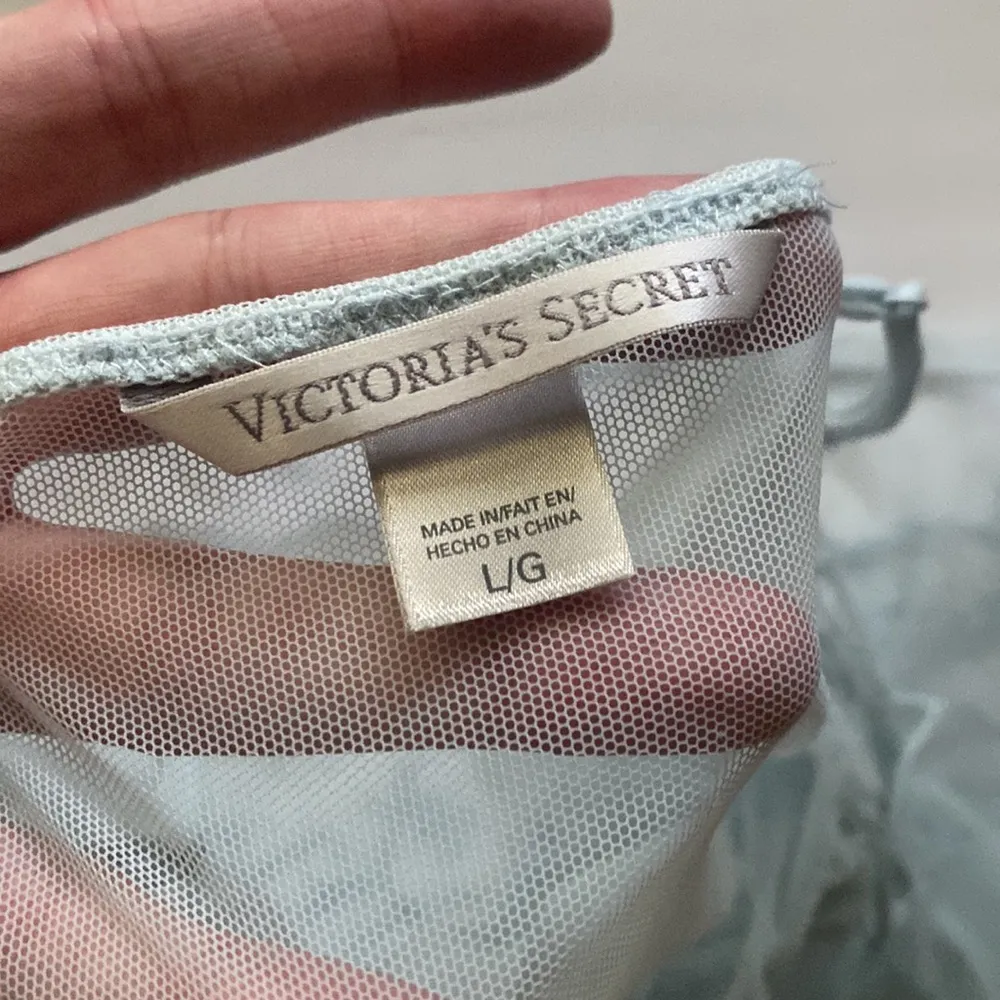 VICTORIA'S SECRET
MADE IN/FAIT EN/
HECHO EN CHINA
L/G